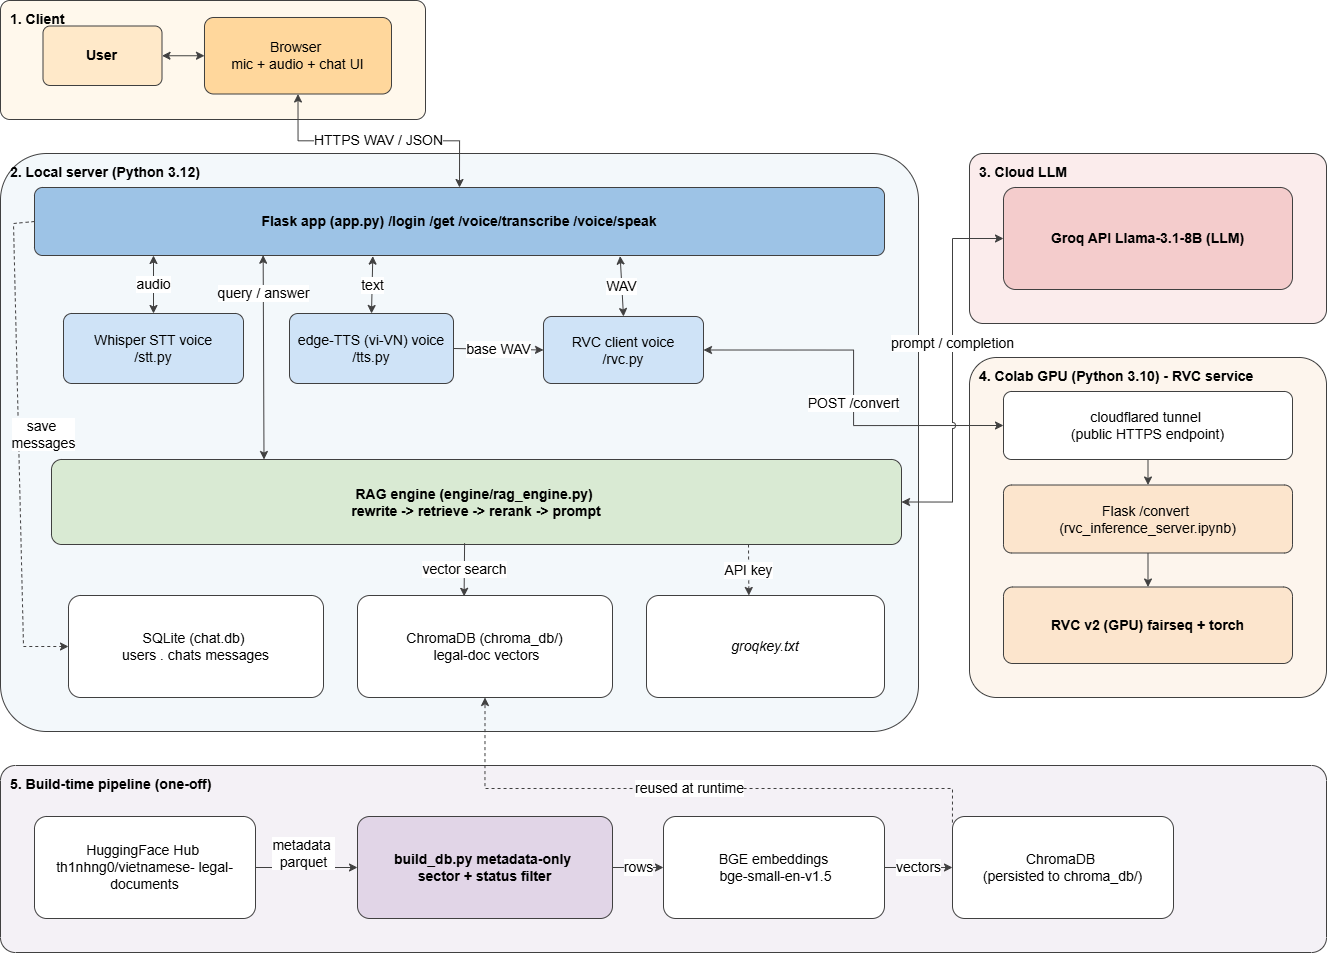 1. Client
User
Browser
mic + audio + chat UI
HTTPS WAV / JSON
2. Local server (Python 3.12)
Flask app (app.py) /login /get /voice/transcribe /voice/speak
audio
query / answer
text
WAV
Whisper STT voice
/stt.py
edge-TTS (vi-VN) voice
/tts.py
base WAV
RVC client voice
/rvc.py
save
messages
RAG engine (engine/rag_engine.py)
rewrite -> retrieve -> rerank -> prompt
vector search
API key
SQLite (chat.db)
users . chats messages
ChromaDB (chroma_db/)
legal-doc vectors
groqkey.txt
3. Cloud LLM
Groq API Llama-3.1-8B (LLM)
prompt / completion
POST /convert
4. Colab GPU (Python 3.10) - RVC service
cloudflared tunnel
(public HTTPS endpoint)
Flask /convert
(rvc_inference_server.ipynb)
RVC v2 (GPU) fairseq + torch
5. Build-time pipeline (one-off)
reused at runtime
HuggingFace Hub
th1nhng0/vietnamese- legal-
documents
metadata
parquet
build_db.py metadata-only
sector + status filter
rows
BGE embeddings
bge-small-en-v1.5
vectors
ChromaDB
(persisted to chroma_db/)